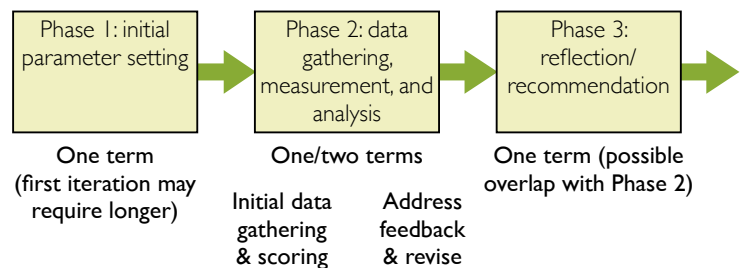 Phase 1: initial
parameter setting
Phase 2: data
gathering,
measurement, and
analysis
Phase 3:
reflection/
recommendation
One term
(first iteration may
require longer)
One/two terms
Initial data
gathering
& scoring
Address
feedback
& revise
One term (possible
overlap with Phase 2)